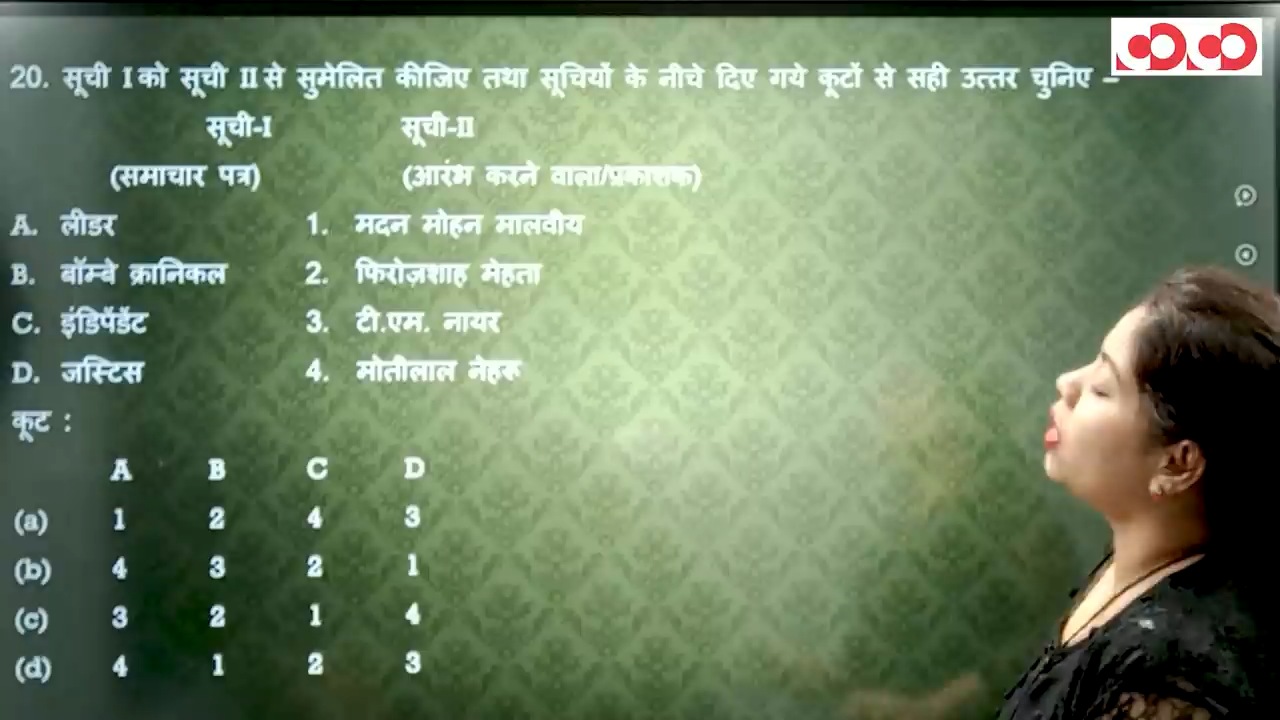 20. सूची I को सूची II से सुमेलित कीजिए तथा सूचियों के नीचे दिए गये कूटों से सही उत्तर चुनिए –
सूची-I सूची-II
(समाचार पत्र) (आरंभ करने वाला/प्रकाशक)
A. लीडर 1. मदन मोहन मालवीय
B. बॉम्बे क्रानिकल 2. फिरोज़शाह मेहता
C. इंडिपेंडेंट 3. टी.एम. नायर
D. जस्टिस 4. मोतीलाल नेहरू
कूट :
A B C D
(a) 1 2 4 3
(b) 4 3 2 1
(c) 3 2 1 4
(d) 4 1 2 3